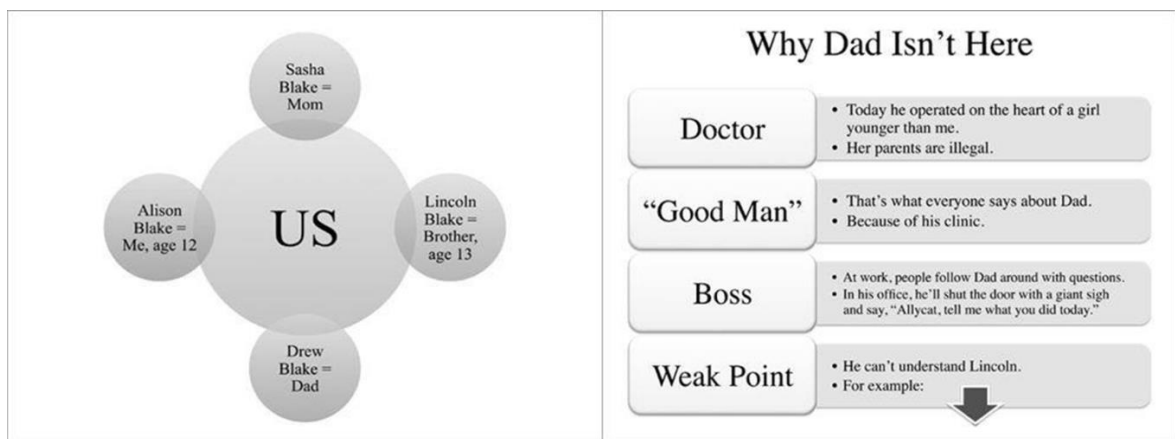 Sasha
Blake =
Mom
Alison
Blake =
Me, age 12
US
Lincoln
Blake =
Brother,
age 13
Drew
Blake =
Dad
Why Dad Isn't Here
Doctor
• Today he operated on the heart of a girl
younger than me.
• Her parents are illegal.
“Good Man”
• That's what everyone says about Dad.
• Because of his clinic.
Boss
• At work, people follow Dad around with questions.
• In his office, he'll shut the door with a giant sigh
and say, “Allycat, tell me what you did today.”
Weak Point
• He can't understand Lincoln.
• For example: